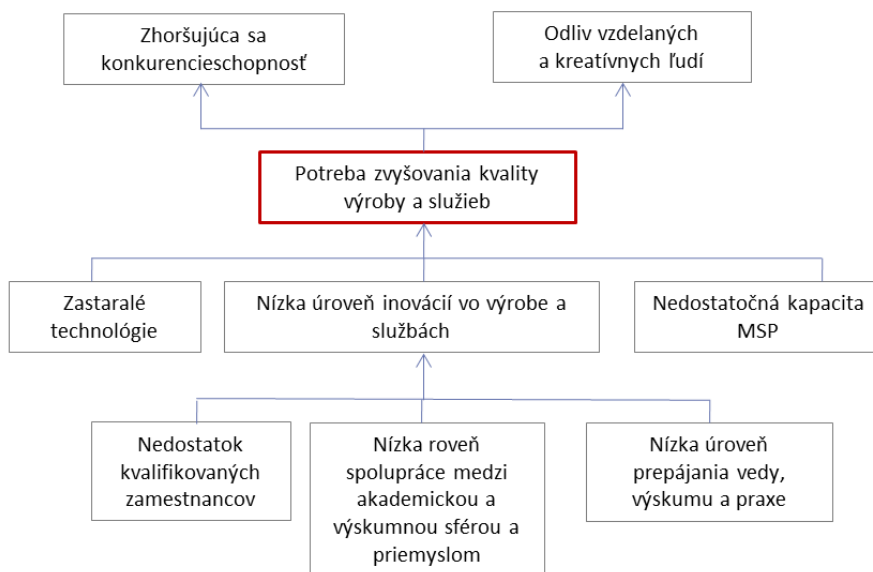 Zhoršujúca sa
konkurencieschopnosť
Odliv vzdelaných
a kreatívnych ľudí
Potreba zvyšovania kvality
výroby a služieb
Zastaralé
technológie
Nízka úroveň inovácií vo výrobe a
službách
Nedostatočná kapacita
MSP
Nedostatok
kvalifikovaných
zamestnancov
Nízka roveň
spolupráce medzi
akademickou a
výskumnou sférou a
priemyslom
Nízka úroveň
prepájania vedy,
výskumu a praxe